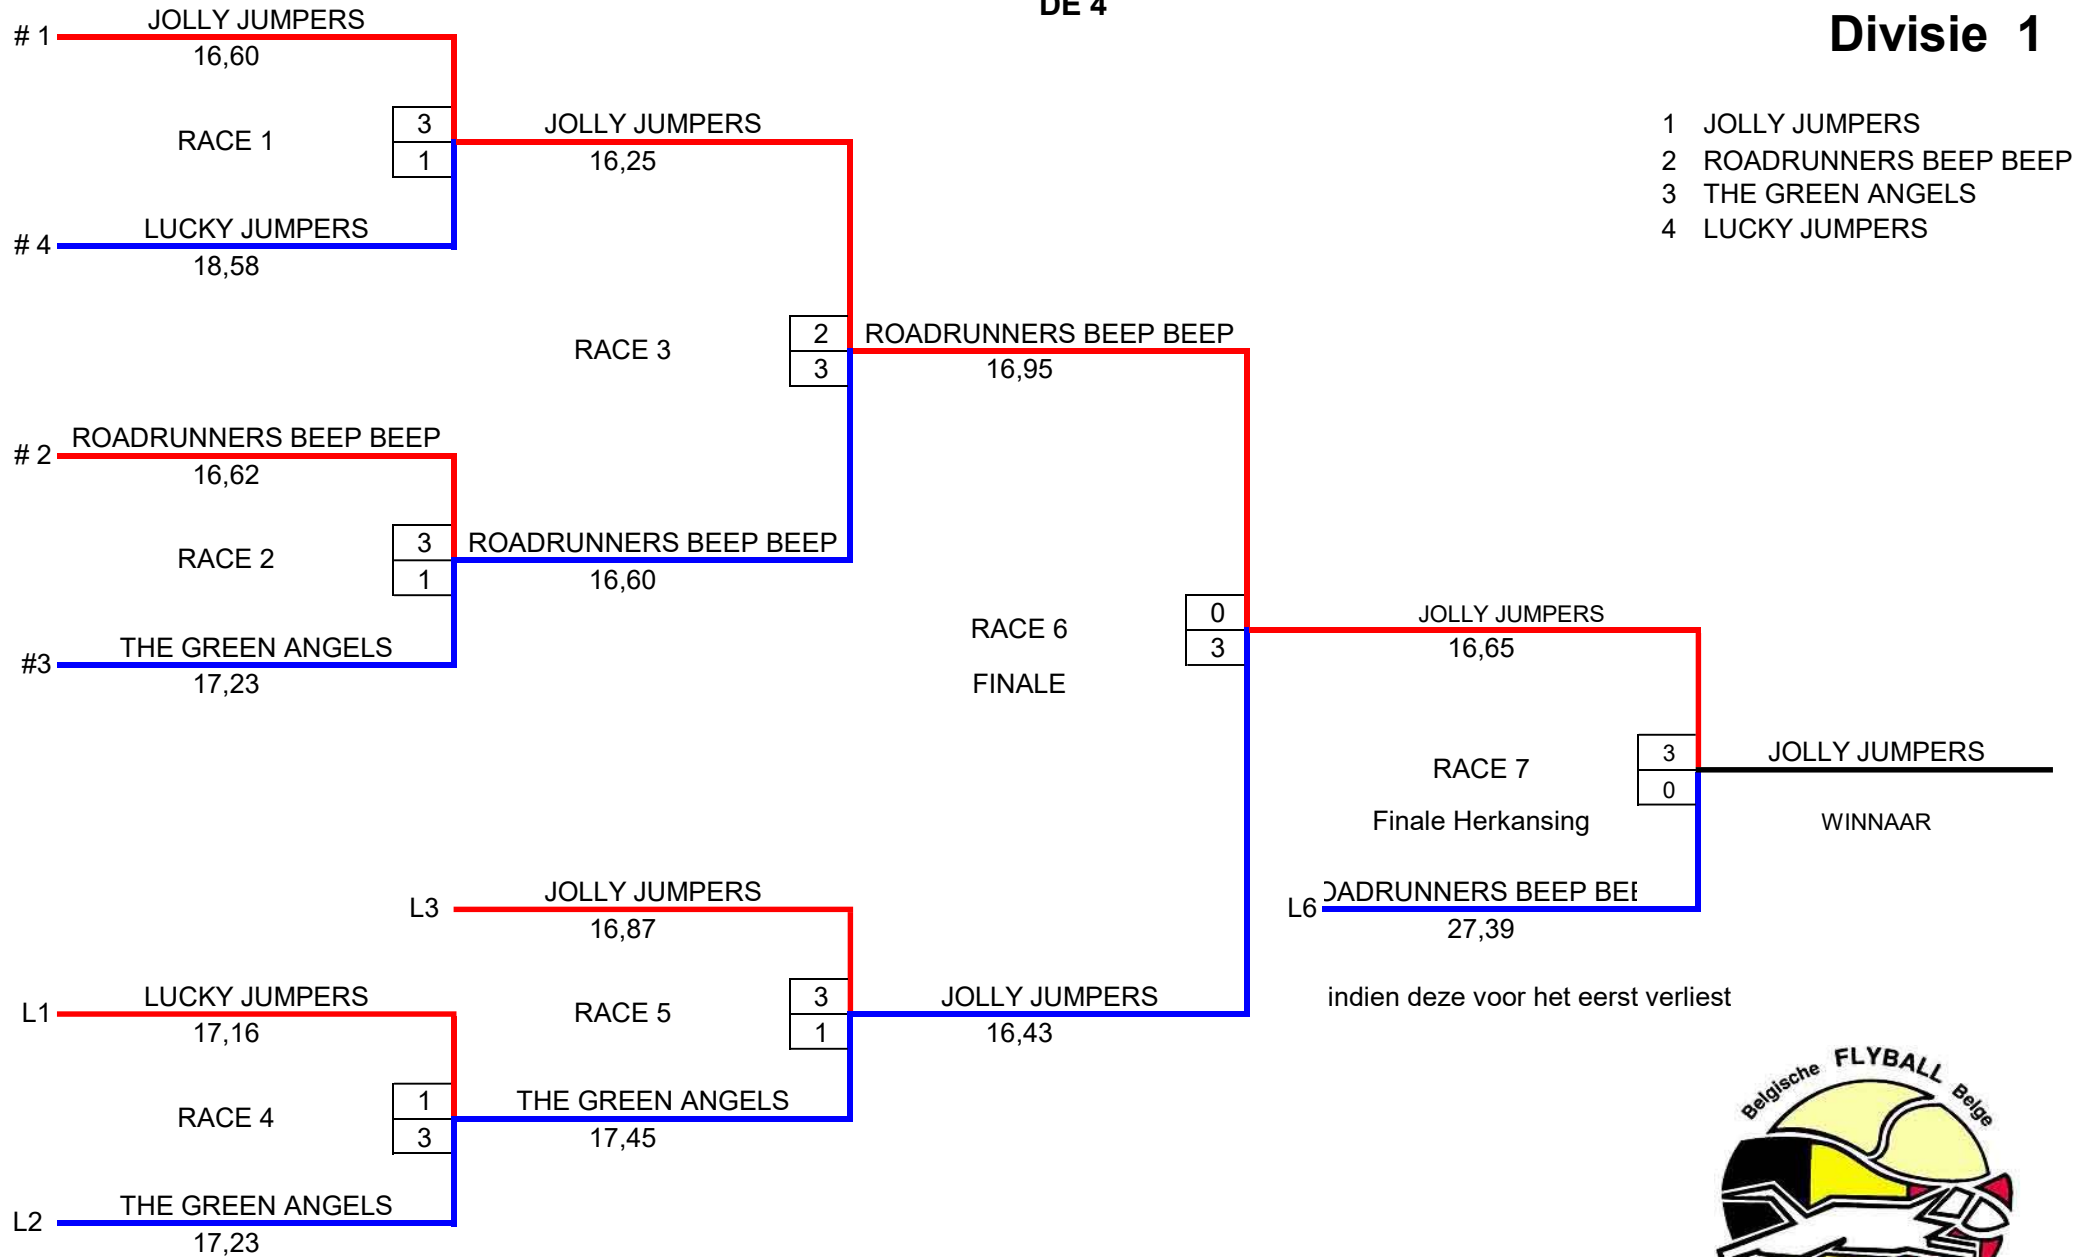 DE 4
Divisie 1
# 1
JOLLY JUMPERS
16,60
RACE 1
3
1
JOLLY JUMPERS
16,25
# 4
LUCKY JUMPERS
18,58
1 JOLLY JUMPERS
2 ROADRUNNERS BEEP BEEP
3 THE GREEN ANGELS
4 LUCKY JUMPERS
RACE 3
2
3
ROADRUNNERS BEEP BEEP
16,95
# 2
ROADRUNNERS BEEP BEEP
16,62
RACE 2
3
1
ROADRUNNERS BEEP BEEP
16,60
#3
THE GREEN ANGELS
17,23
RACE 6
FINALE
0
3
JOLLY JUMPERS
16,65
RACE 7
Finale Herkansing
3
0
JOLLY JUMPERS
WINNAAR
L6
OADRUNNERS BEEP BEE
27,39
indien deze voor het eerst verliest
L3
JOLLY JUMPERS
16,87
RACE 5
3
1
JOLLY JUMPERS
16,43
L1
LUCKY JUMPERS
17,16
RACE 4
1
3
THE GREEN ANGELS
17,45
L2
THE GREEN ANGELS
17,23
Belgische FLYBALL Belge